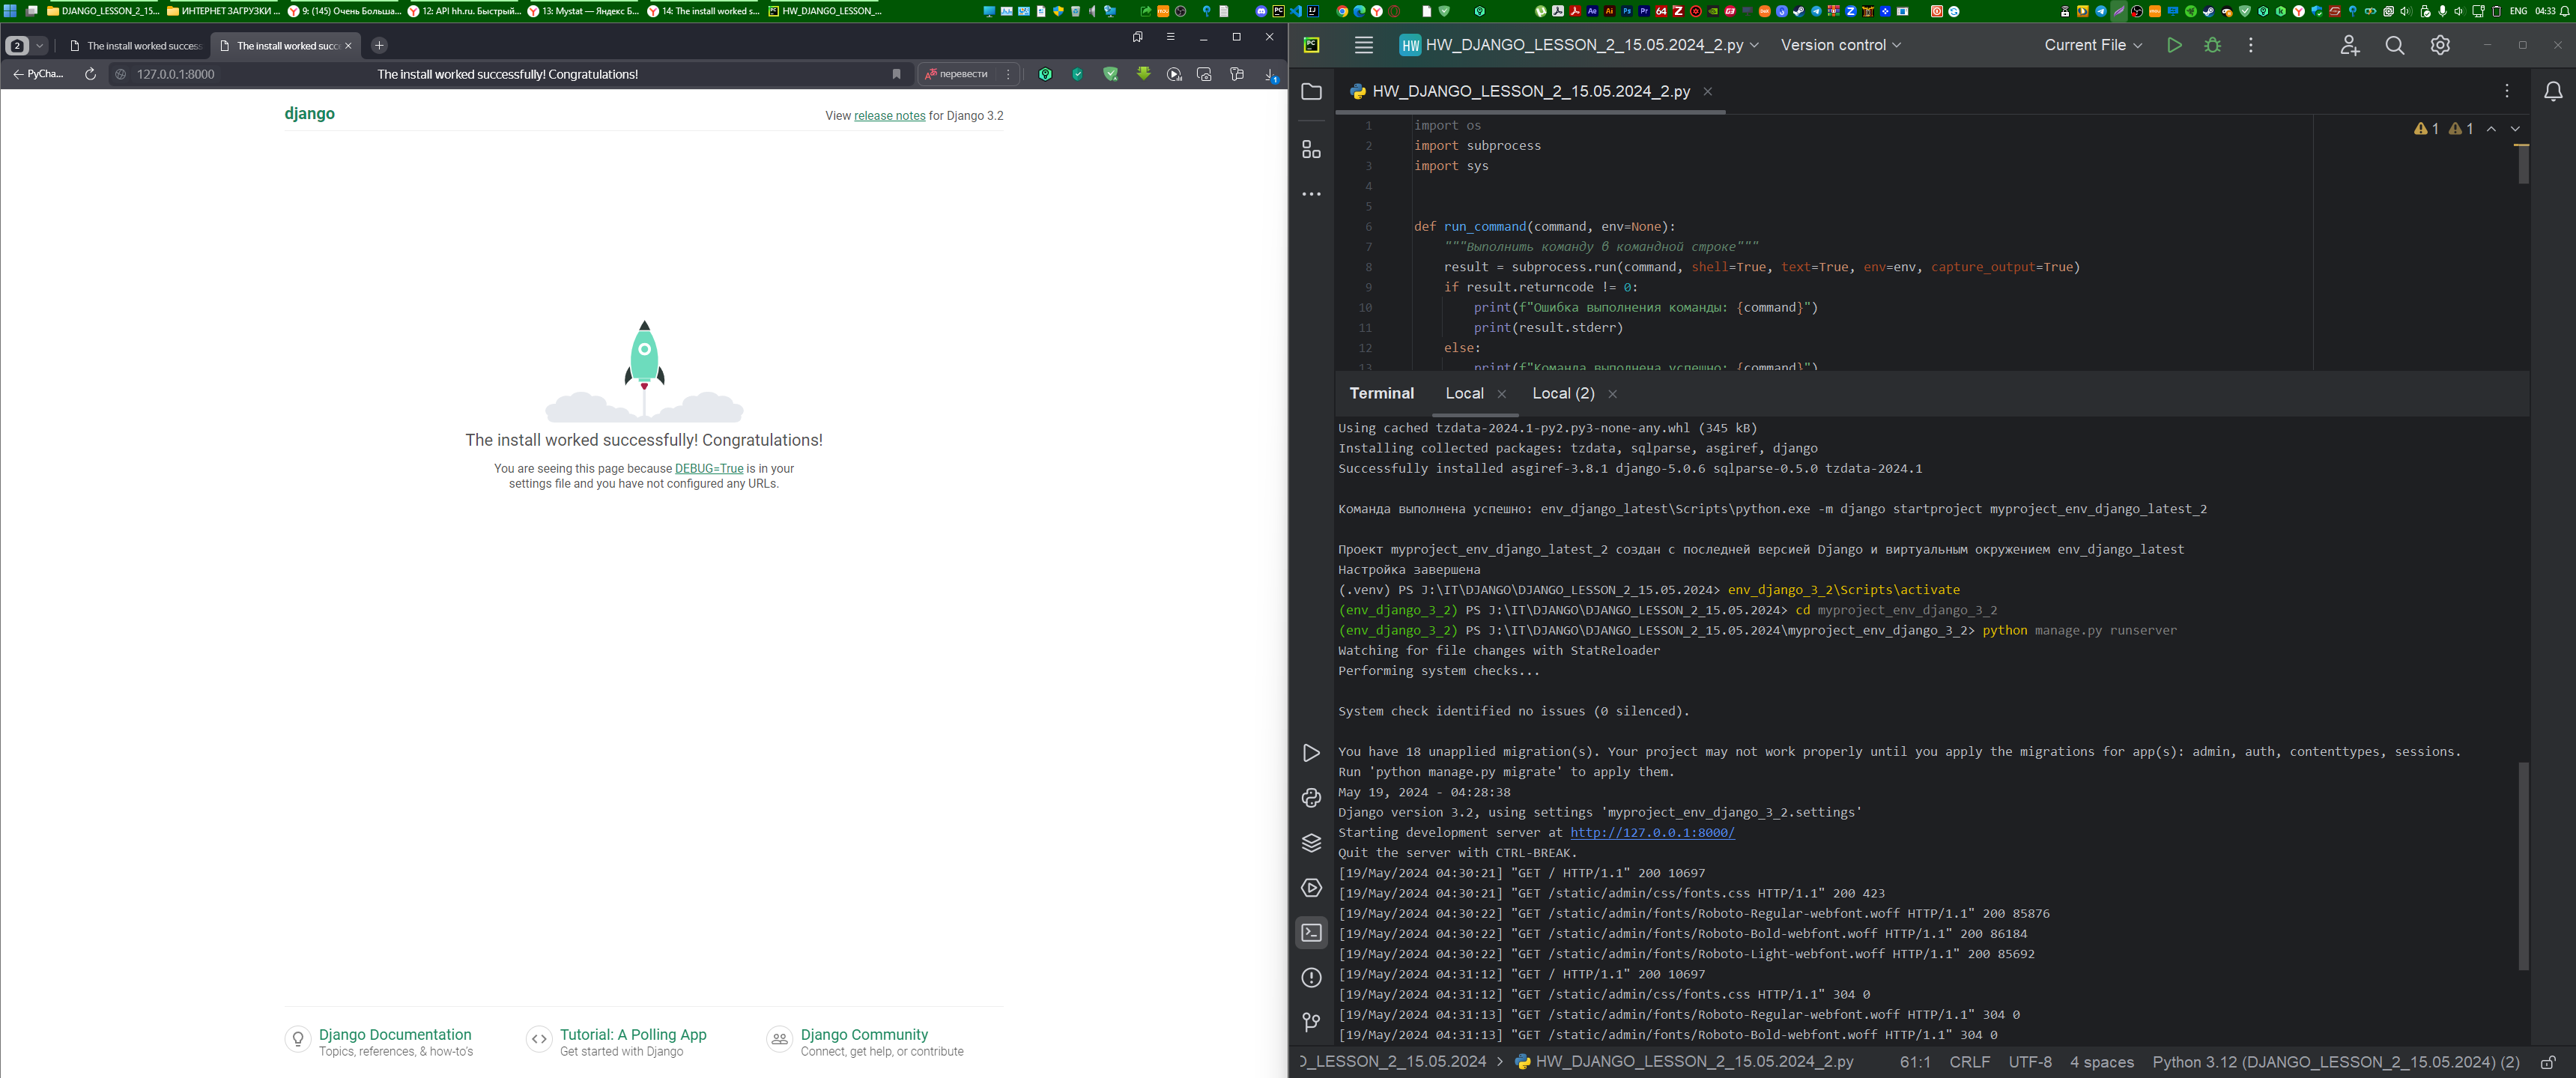 DJANGO_LESSON_2_15...
ИНТЕРНЕТ ЗАГРУЗКИ ...
9: (145) Очень Больша...
12: API hh.ru. Быстрый...
13: Mystat — Яндекс Б...
14: The install worked s...
HW_DJANGO_LESSON_...
ENG 04:33
2
The install worked success
The install worked succ
← PyCha...
127.0.0.1:8000
The install worked successfully! Congratulations!
перевести
django
View release notes for Django 3.2
The install worked successfully! Congratulations!
You are seeing this page because DEBUG=True is in your
settings file and you have not configured any URLs.
Django Documentation
Topics, references, & how-to's
Tutorial: A Polling App
Get started with Django
Django Community
Connect, get help, or contribute
HW HW_DJANGO_LESSON_2_15.05.2024_2.py
Version control
Current File
HW_DJANGO_LESSON_2_15.05.2024_2.py
1 1
1 import os
2 import subprocess
3 import sys
4
5
6 def run_command(command, env=None):
7 """Выполнить команду в командной строке"""
8 result = subprocess.run(command, shell=True, text=True, env=env, capture_output=True)
9 if result.returncode != 0:
10 print(f"Ошибка выполнения команды: {command}")
11 print(result.stderr)
12 else:
13 print(f"Команда выполнена успешно: {command}")
Terminal Local Local (2)
Using cached tzdata-2024.1-py2.py3-none-any.whl (345 kB)
Installing collected packages: tzdata, sqlparse, asgiref, django
Successfully installed asgiref-3.8.1 django-5.0.6 sqlparse-0.5.0 tzdata-2024.1
Команда выполнена успешно: env_django_latest\Scripts\python.exe -m django startproject myproject_env_django_latest_2
Проект myproject_env_django_latest_2 создан с последней версией Django и виртуальным окружением env_django_latest
Настройка завершена
(.venv) PS J:\IT\DJANGO\DJANGO_LESSON_2_15.05.2024> env_django_3_2\Scripts\activate
(env_django_3_2) PS J:\IT\DJANGO\DJANGO_LESSON_2_15.05.2024> cd myproject_env_django_3_2
(env_django_3_2) PS J:\IT\DJANGO\DJANGO_LESSON_2_15.05.2024\myproject_env_django_3_2> python manage.py runserver
Watching for file changes with StatReloader
Performing system checks...
System check identified no issues (0 silenced).
You have 18 unapplied migration(s). Your project may not work properly until you apply the migrations for app(s): admin, auth, contenttypes, sessions.
Run 'python manage.py migrate' to apply them.
May 19, 2024 - 04:28:38
Django version 3.2, using settings 'myproject_env_django_3_2.settings'
Starting development server at http://127.0.0.1:8000/
Quit the server with CTRL-BREAK.
[19/May/2024 04:30:21] "GET / HTTP/1.1" 200 10697
[19/May/2024 04:30:21] "GET /static/admin/css/fonts.css HTTP/1.1" 200 423
[19/May/2024 04:30:22] "GET /static/admin/fonts/Roboto-Regular-webfont.woff HTTP/1.1" 200 85876
[19/May/2024 04:30:22] "GET /static/admin/fonts/Roboto-Bold-webfont.woff HTTP/1.1" 200 86184
[19/May/2024 04:30:22] "GET /static/admin/fonts/Roboto-Light-webfont.woff HTTP/1.1" 200 85692
[19/May/2024 04:31:12] "GET / HTTP/1.1" 200 10697
[19/May/2024 04:31:12] "GET /static/admin/css/fonts.css HTTP/1.1" 304 0
[19/May/2024 04:31:13] "GET /static/admin/fonts/Roboto-Regular-webfont.woff HTTP/1.1" 304 0
[19/May/2024 04:31:13] "GET /static/admin/fonts/Roboto-Bold-webfont.woff HTTP/1.1" 304 0
O_LESSON_2_15.05.2024 > HW_DJANGO_LESSON_2_15.05.2024_2.py
61:1 CRLF UTF-8 4 spaces Python 3.12 (DJANGO_LESSON_2_15.05.2024) (2)